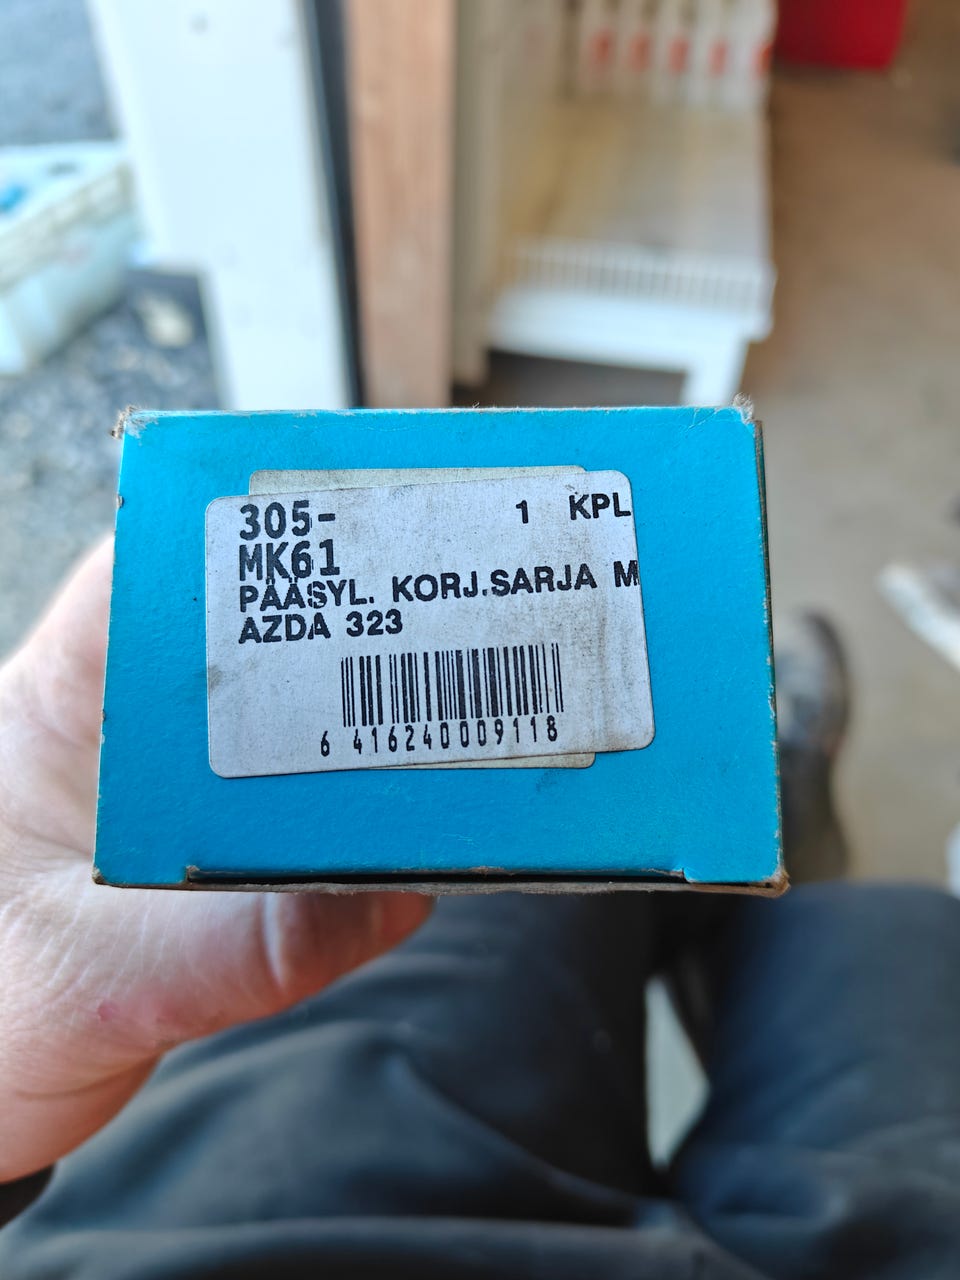 305- 1 KPL
MK61
PÄÄSYL. KORJ.SARJA M
AZDA 323
6 416240009118